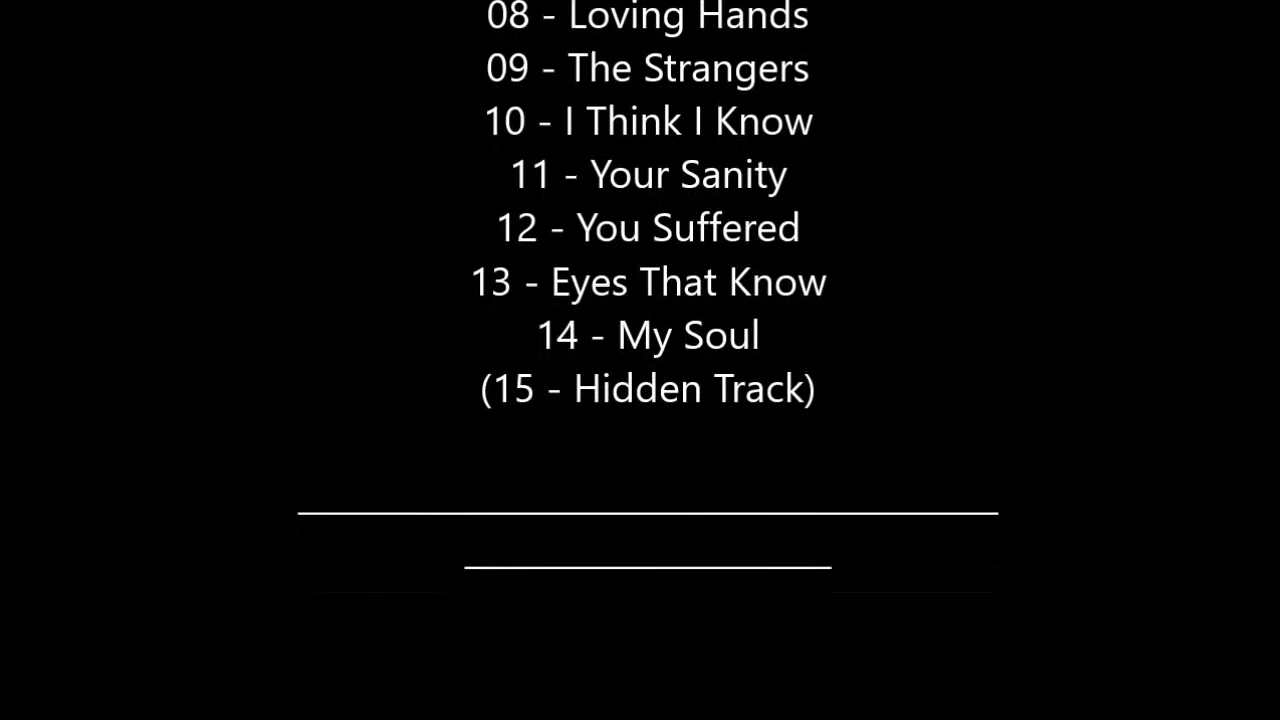 08 - Loving Hands
09 - The Strangers
10 - I Think I Know
11 - Your Sanity
12 - You Suffered
13 - Eyes That Know
14 - My Soul
(15 - Hidden Track)